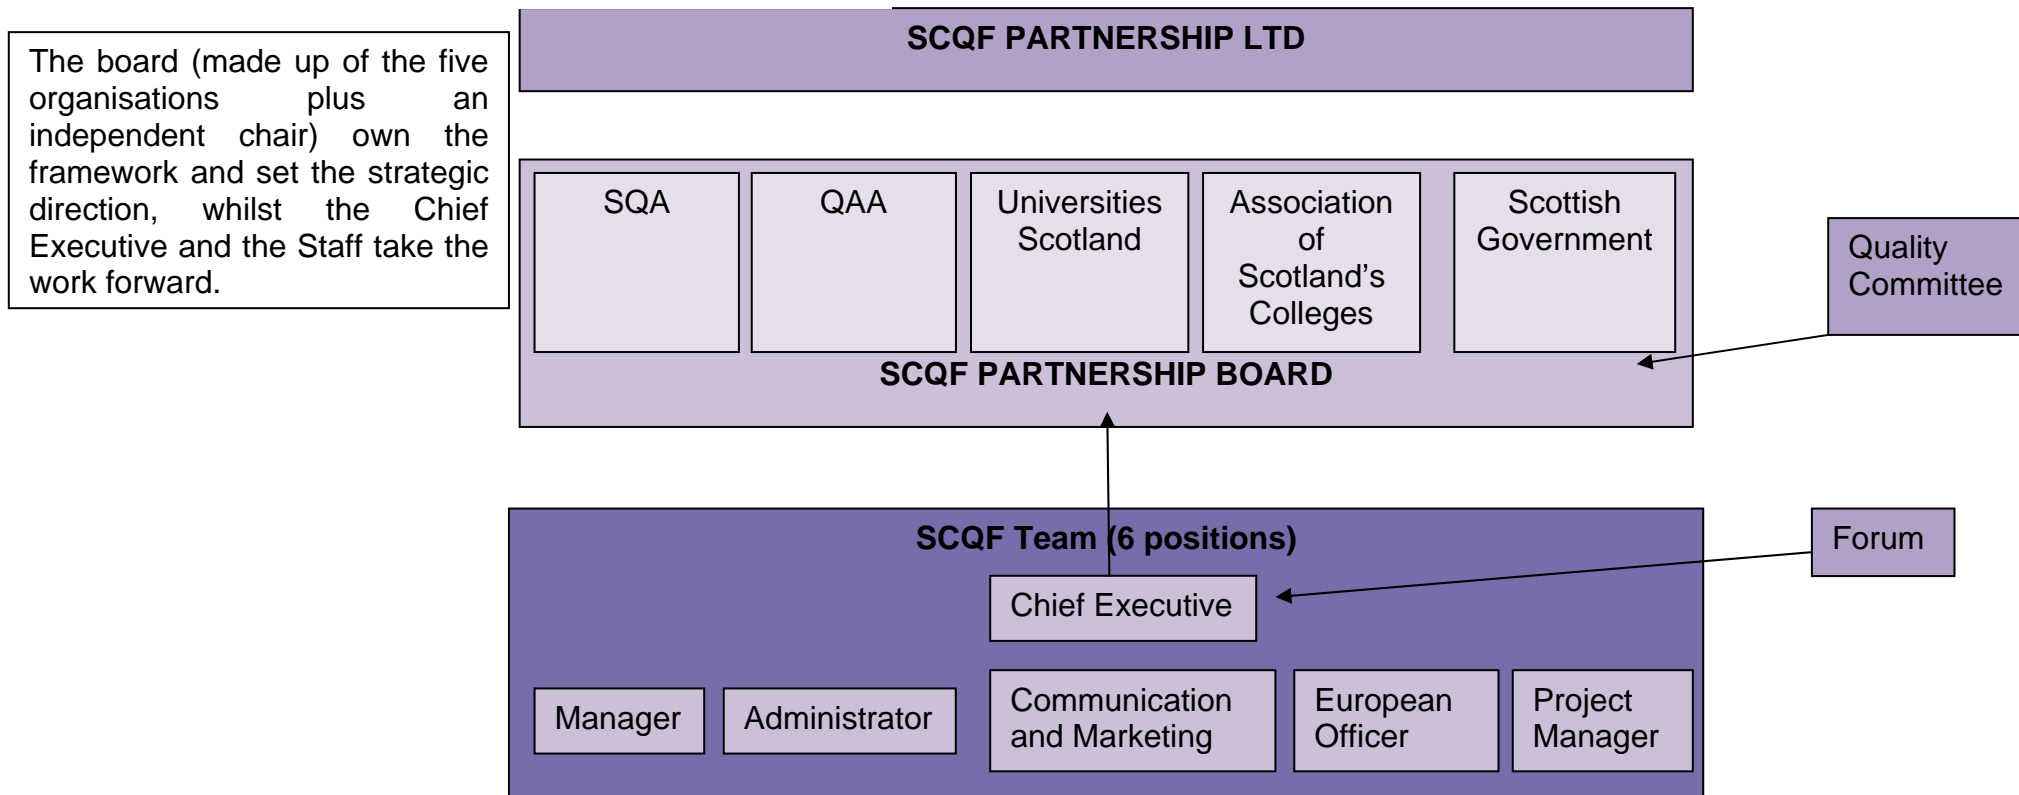 SCQF PARTNERSHIP LTD
The board (made up of the five
organisations plus an
independent chair) own the
framework and set the strategic
direction, whilst the Chief
Executive and the Staff take the
work forward.
SQA
QAA
Universities
Scotland
Association
of
Scotland’s
Colleges
Scottish
Government
SCQF PARTNERSHIP BOARD
Quality
Committee
SCQF Team (6 positions)
Forum
Chief Executive
Manager
Administrator
Communication
and Marketing
European
Officer
Project
Manager